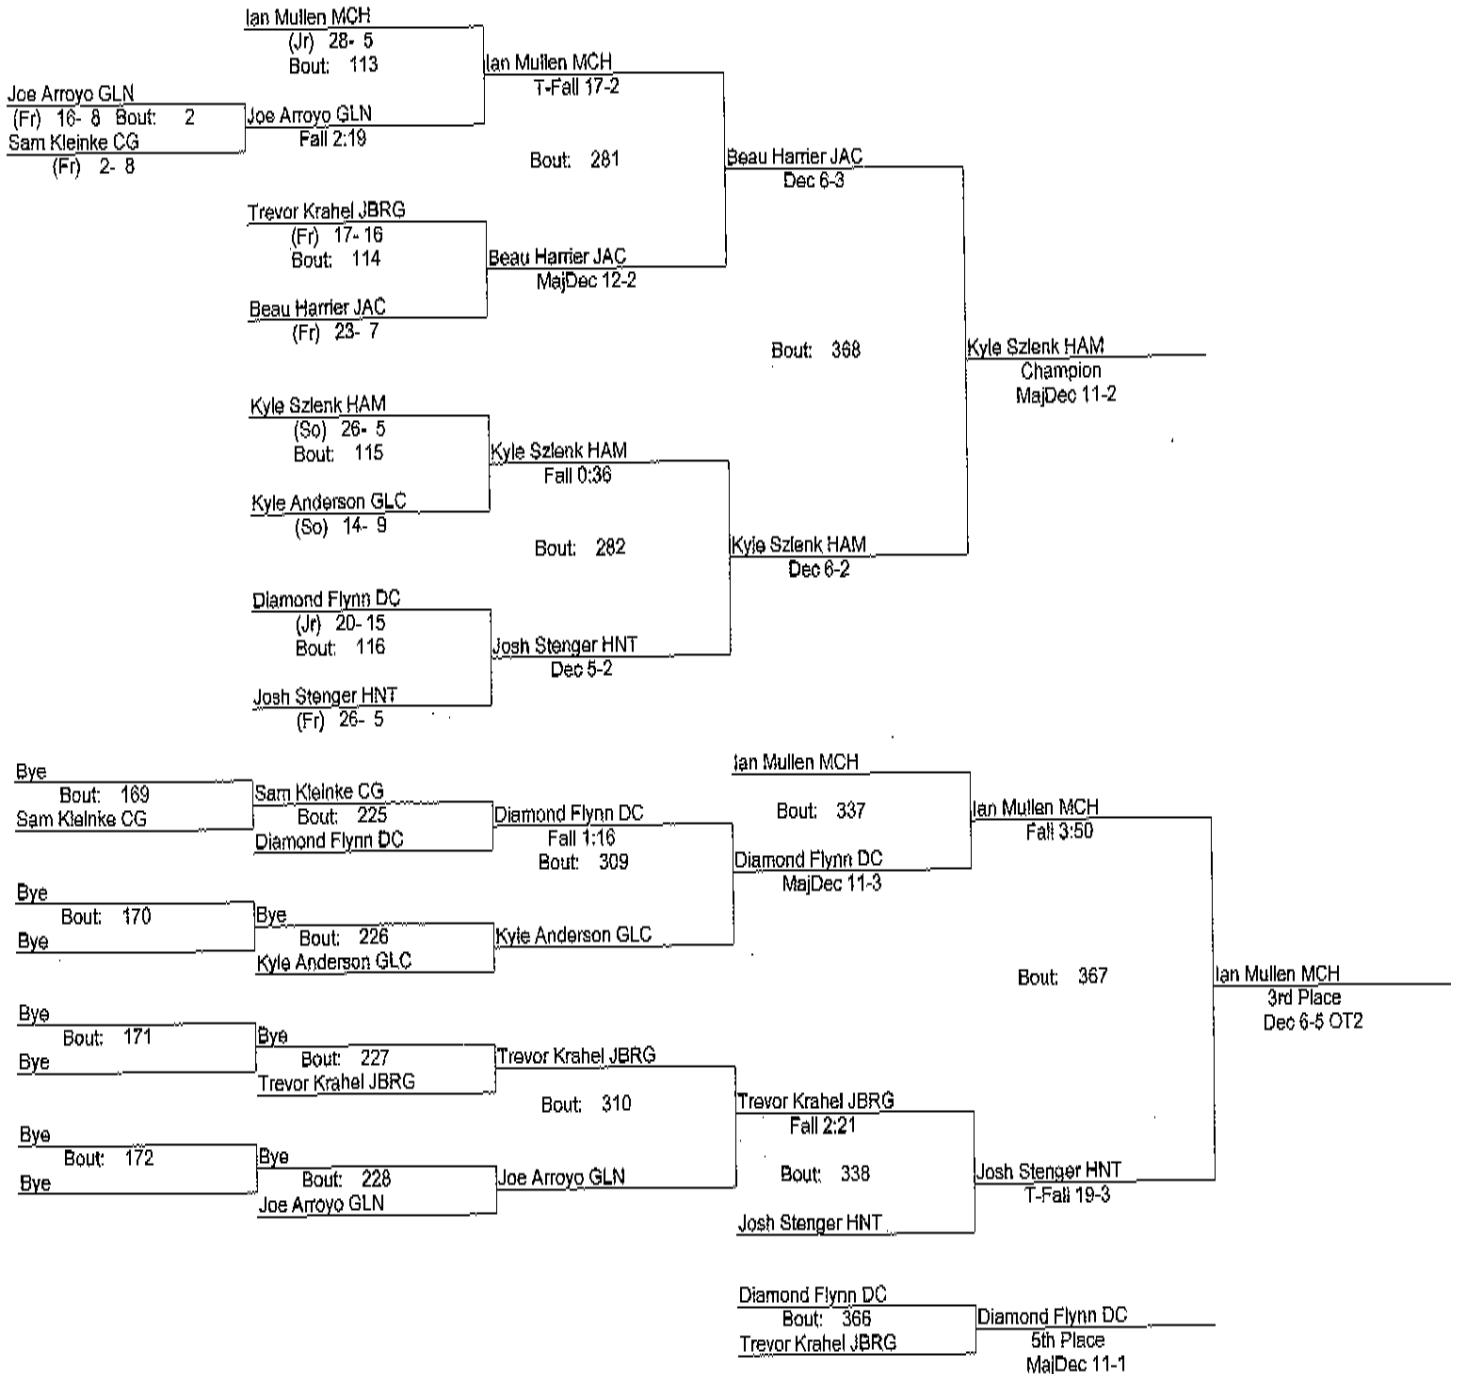 Ian Mullen MCH
(Jr) 28- 5
Bout: 113
Ian Mullen MCH
T-Fall 17-2
Joe Arroyo GLN
(Fr) 16- 8 Bout: 2
Sam Kleinke CG
(Fr) 2- 8
Joe Arroyo GLN
Fall 2:19
Bout: 281
Beau Harrier JAC
Dec 6-3
Trevor Krahel JBRG
(Fr) 17- 16
Bout: 114
Beau Harrier JAC
MajDec 12-2
Beau Harrier JAC
(Fr) 23- 7
Bout: 368
Kyle Szlenk HAM
Champion
MajDec 11-2
Kyle Szlenk HAM
(So) 26- 5
Bout: 115
Kyle Szlenk HAM
Fall 0:36
Kyle Anderson GLC
(So) 14- 9
Bout: 282
Kyle Szlenk HAM
Dec 6-2
Diamond Flynn DC
(Jr) 20- 15
Bout: 116
Josh Stenger HNT
Dec 5-2
Josh Stenger HNT
(Fr) 26- 5
Bye
Bout: 169
Sam Kleinke CG
Sam Kleinke CG
Bout: 225
Diamond Flynn DC
Diamond Flynn DC
Fall 1:16
Bout: 309
Ian Mullen MCH
Bout: 337
Diamond Flynn DC
MajDec 11-3
Ian Mullen MCH
Fall 3:50
Bye
Bout: 170
Bye
Bye
Bout: 226
Kyle Anderson GLC
Kyle Anderson GLC
Bout: 367
Ian Mullen MCH
3rd Place
Dec 6-5 OT2
Bye
Bout: 171
Bye
Bye
Bout: 227
Trevor Krahel JBRG
Trevor Krahel JBRG
Bout: 310
Trevor Krahel JBRG
Fall 2:21
Bout: 338
Josh Stenger HNT
Josh Stenger HNT
T-Fall 19-3
Bye
Bout: 172
Bye
Bye
Bout: 228
Joe Arroyo GLN
Joe Arroyo GLN
Diamond Flynn DC
Bout: 366
Trevor Krahel JBRG
Diamond Flynn DC
5th Place
MajDec 11-1